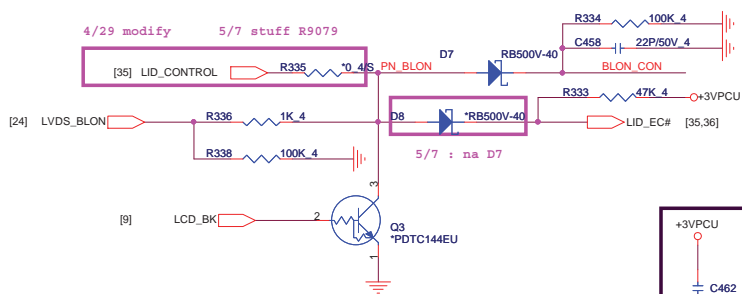 4/29 modify 5/7 stuff R9079
R334 100K_4
D7 RB500V-40
C458 22P/50V_4
[35] LID_CONTROL R335 *0_4/S PN_BLON BLON_CON
R333 47K_4 +3VPCU
[24] LVDS_BLON R336 1K_4 D8 *RB500V-40 LID_EC# [35,36]
R338 100K_4 5/7 : na D7
3
[9] LCD_BK 2 Q3
*PDTC144EU
1
+3VPCU
C462